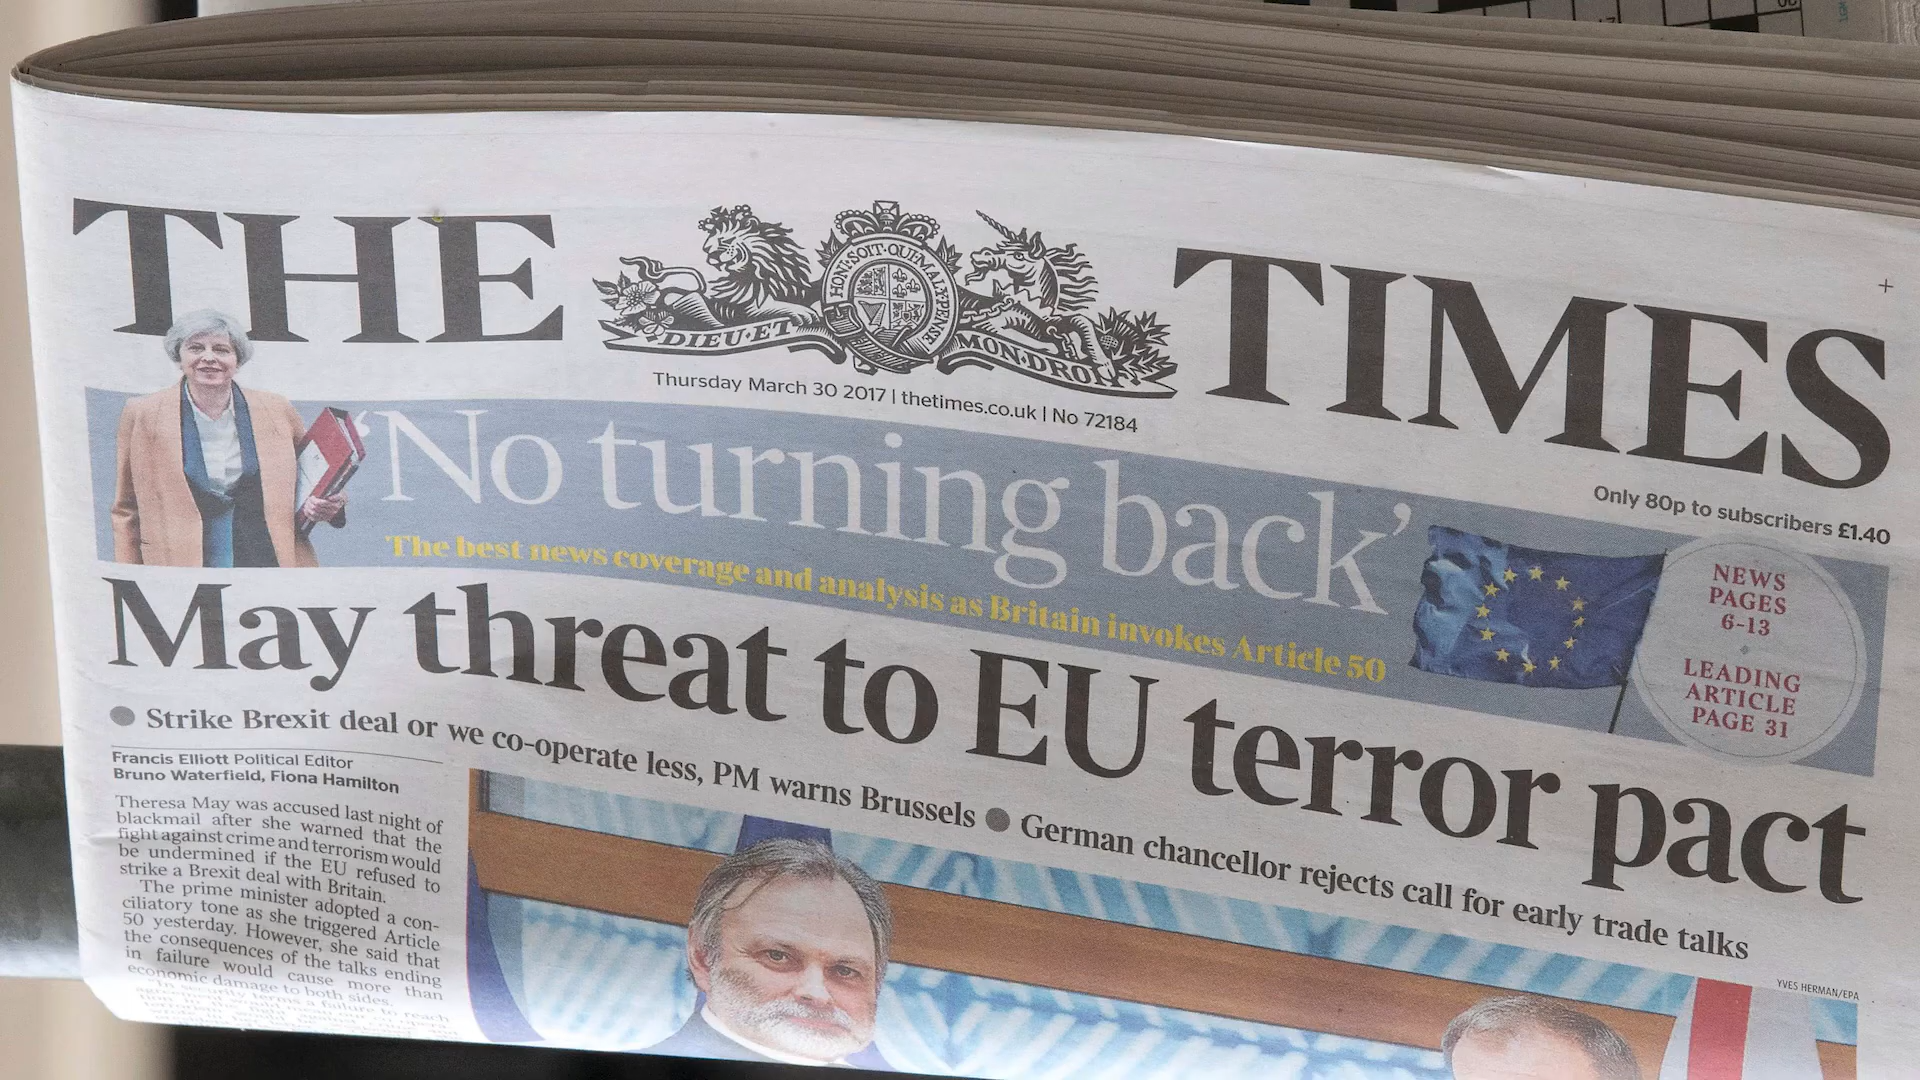 THE TIMES
DIEU·ET MON·DROIT
HONI·SOIT·QUI·MAL·Y·PENSE
Thursday March 30 2017 | thetimes.co.uk | No 72184
Only 80p to subscribers £1.40
‘No turning back’
The best news coverage and analysis as Britain invokes Article 50
NEWS
PAGES
6-13
LEADING
ARTICLE
PAGE 31
May threat to EU terror pact
● Strike Brexit deal or we co-operate less, PM warns Brussels ● German chancellor rejects call for early trade talks
Francis Elliott Political Editor
Bruno Waterfield, Fiona Hamilton
Theresa May was accused last night of
blackmail after she warned that the
fight against crime and terrorism would
be undermined if the EU refused to
strike a Brexit deal with Britain.
The prime minister adopted a con-
ciliatory tone as she triggered Article
50 yesterday. However, she said that
the consequences of the talks ending
in failure would cause more than
economic damage to both sides.
“In security terms a failure to reach
YVES HERMAN/EPA